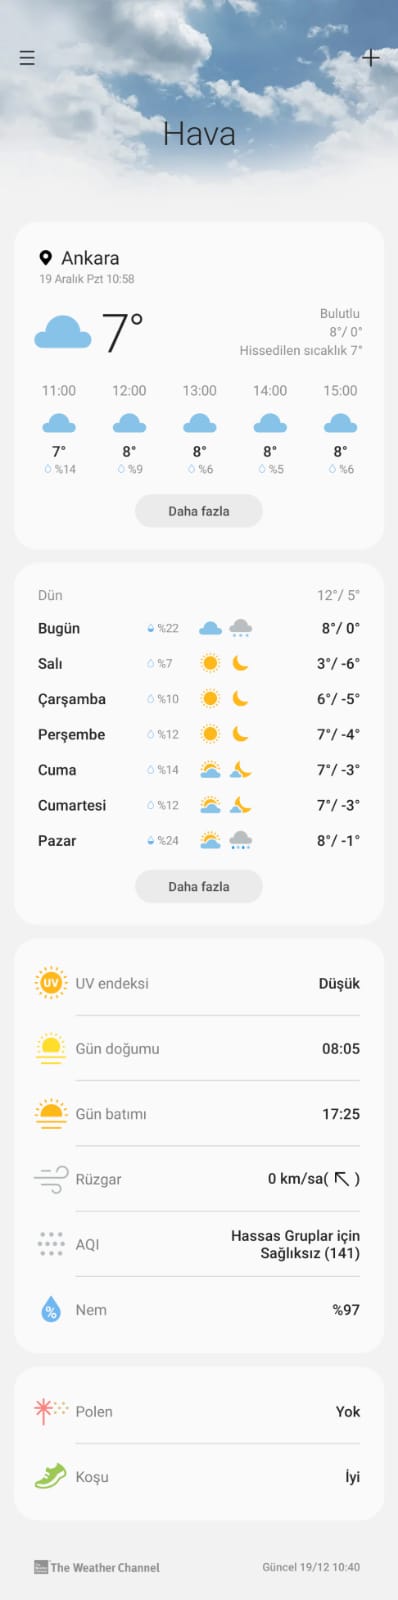 Hava
Ankara
19 Aralık Pzt 10:58
7°
Bulutlu
8°/ 0°
Hissedilen sıcaklık 7°
11:00 12:00 13:00 14:00 15:00
7° 8° 8° 8° 8°
%14 %9 %6 %5 %6
Daha fazla
Dün 12°/ 5°
Bugün %22 8°/ 0°
Salı %7 3°/ -6°
Çarşamba %10 6°/ -5°
Perşembe %12 7°/ -4°
Cuma %14 7°/ -3°
Cumartesi %12 7°/ -3°
Pazar %24 8°/ -1°
Daha fazla
UV
UV endeksi Düşük
Gün doğumu 08:05
Gün batımı 17:25
Rüzgar 0 km/sa( ↖ )
AQI Hassas Gruplar için
Sağlıksız (141)
%
Nem %97
Polen Yok
Koşu İyi
The Weather Channel Güncel 19/12 10:40